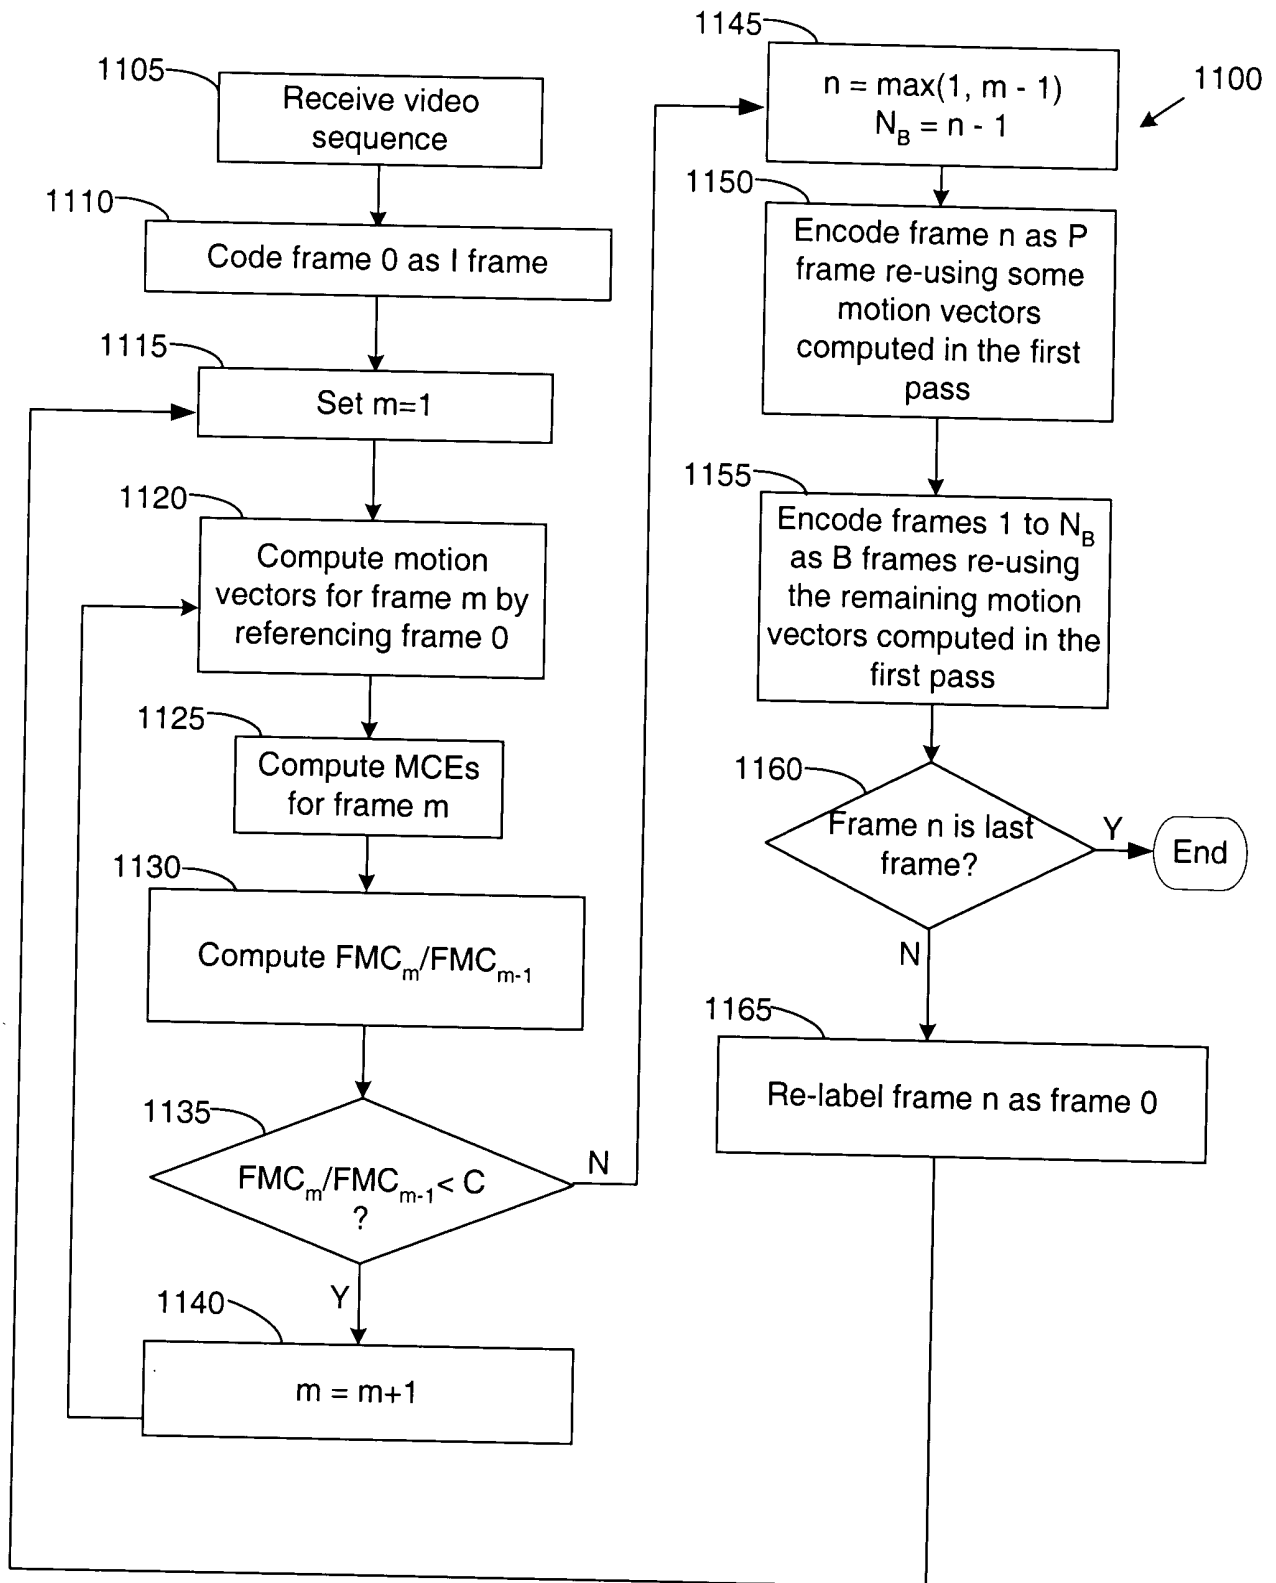 1105
Receive video
sequence
1110
Code frame 0 as I frame
1115
Set m=1
1120
Compute motion
vectors for frame m by
referencing frame 0
1125
Compute MCEs
for frame m
1130
Compute FMCm/FMCm-1
1135
FMCm/FMCm-1< C
?
N
Y
1140
m = m+1
1145
n = max(1, m - 1)
NB = n - 1
1100
1150
Encode frame n as P
frame re-using some
motion vectors
computed in the first
pass
1155
Encode frames 1 to NB
as B frames re-using
the remaining motion
vectors computed in the
first pass
1160
Frame n is last
frame?
Y
End
N
1165
Re-label frame n as frame 0